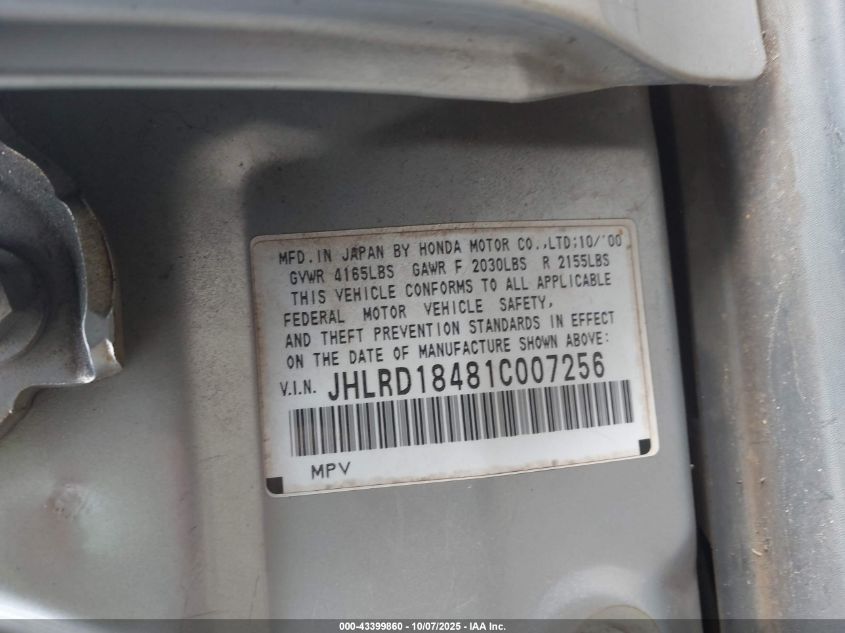 MFD. IN JAPAN BY HONDA MOTOR CO.,LTD;10/'00
GVWR 4165LBS GAWR F 2030LBS R 2155LBS
THIS VEHICLE CONFORMS TO ALL APPLICABLE
FEDERAL MOTOR VEHICLE SAFETY,
AND THEFT PREVENTION STANDARDS IN EFFECT
ON THE DATE OF MANUFACTURE SHOWN ABOVE:
V.I.N. JHLRD18481C007256
MPV
000-43399860 - 10/07/2025 - IAA Inc.